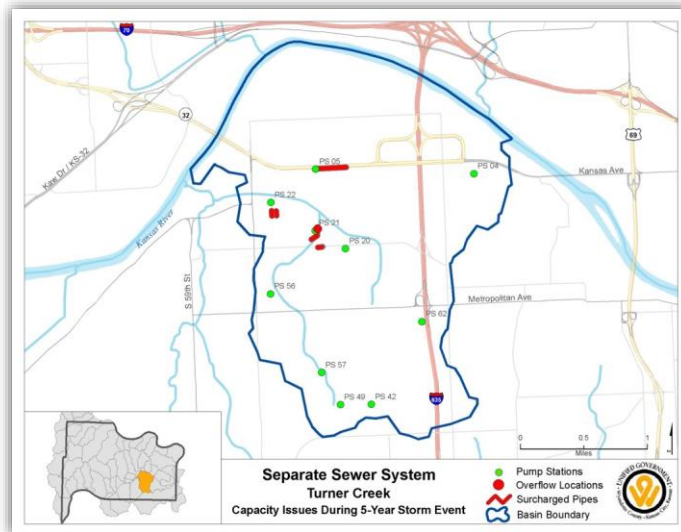 70
32
69
Kaw Dr / KS-32
PS 05
PS 04
Kansas Ave
PS 22
Kansas River
PS 21
PS 20
S 59th St
PS 56
Metropolitan Ave
PS 62
PS 57
PS 49
PS 42
635
0
0.5
1
Miles
Separate Sewer System
Turner Creek
Capacity Issues During 5-Year Storm Event
Pump Stations
Overflow Locations
Surcharged Pipes
Basin Boundary
UNIFIED GOVERNMENT